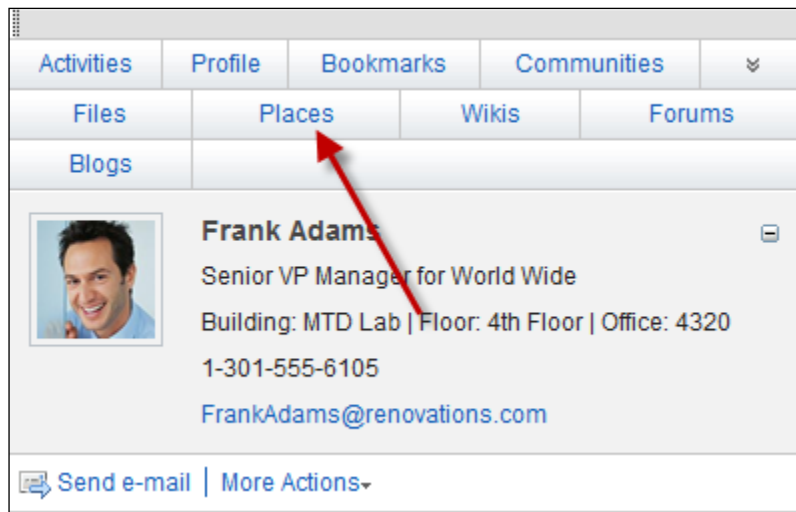 Activities Profile Bookmarks Communities
Files Places Wikis Forums
Blogs
Frank Adams
Senior VP Manager for World Wide
Building: MTD Lab | Floor: 4th Floor | Office: 4320
1-301-555-6105
FrankAdams@renovations.com
Send e-mail | More Actions